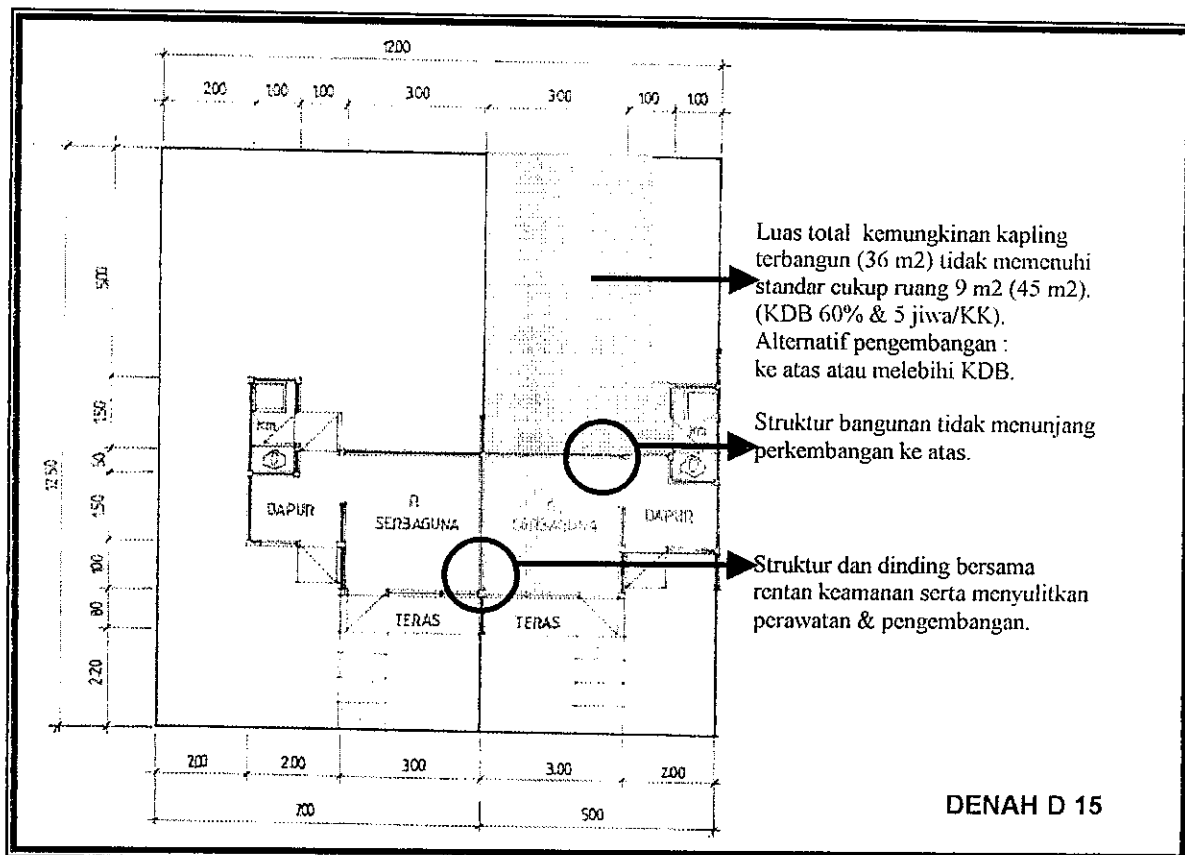 1200
200 100 100 300 300 100 100
500
150
50
150
100
80
220
1250
KM
DAPUR
R.
SERBAGUNA
TERAS
R.
SERBAGUNA
DAPUR
TERAS
Luas total kemungkinan kapling
terbangun (36 m2) tidak memenuhi
standar cukup ruang 9 m2 (45 m2).
(KDB 60% & 5 jiwa/KK).
Alternatif pengembangan :
ke atas atau melebihi KDB.
Struktur bangunan tidak menunjang
perkembangan ke atas.
Struktur dan dinding bersama
rentan keamanan serta menyulitkan
perawatan & pengembangan.
200 2.00 300 3.00 200
700 500
DENAH D 15